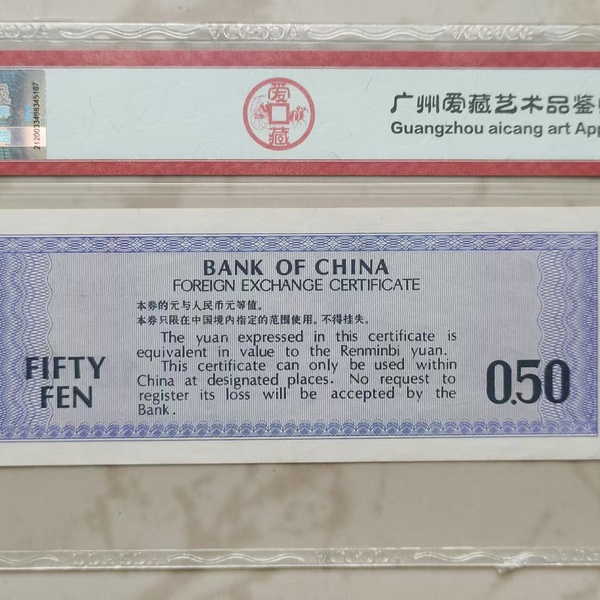 爱藏
广州爱藏艺术品鉴
Guangzhou aicang art App
BANK OF CHINA
FOREIGN EXCHANGE CERTIFICATE
本券的元与人民币元等值。
本券只限在中国境内指定的范围使用。不得挂失。
The yuan expressed in this certificate is
equivalent in value to the Renminbi yuan.
This certificate can only be used within
China at designated places. No request to
register its loss will be accepted by the
Bank.
FIFTY
FEN
0.50